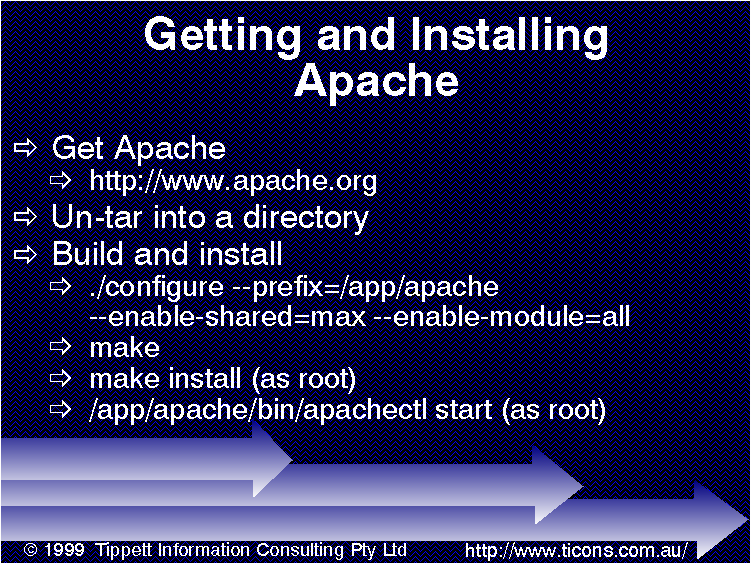 Getting and Installing
Apache
⇨ Get Apache
⇨ http://www.apache.org
⇨ Un-tar into a directory
⇨ Build and install
⇨ ./configure --prefix=/app/apache
--enable-shared=max --enable-module=all
⇨ make
⇨ make install (as root)
⇨ /app/apache/bin/apachectl start (as root)
© 1999 Tippett Information Consulting Pty Ltd http://www.ticons.com.au/